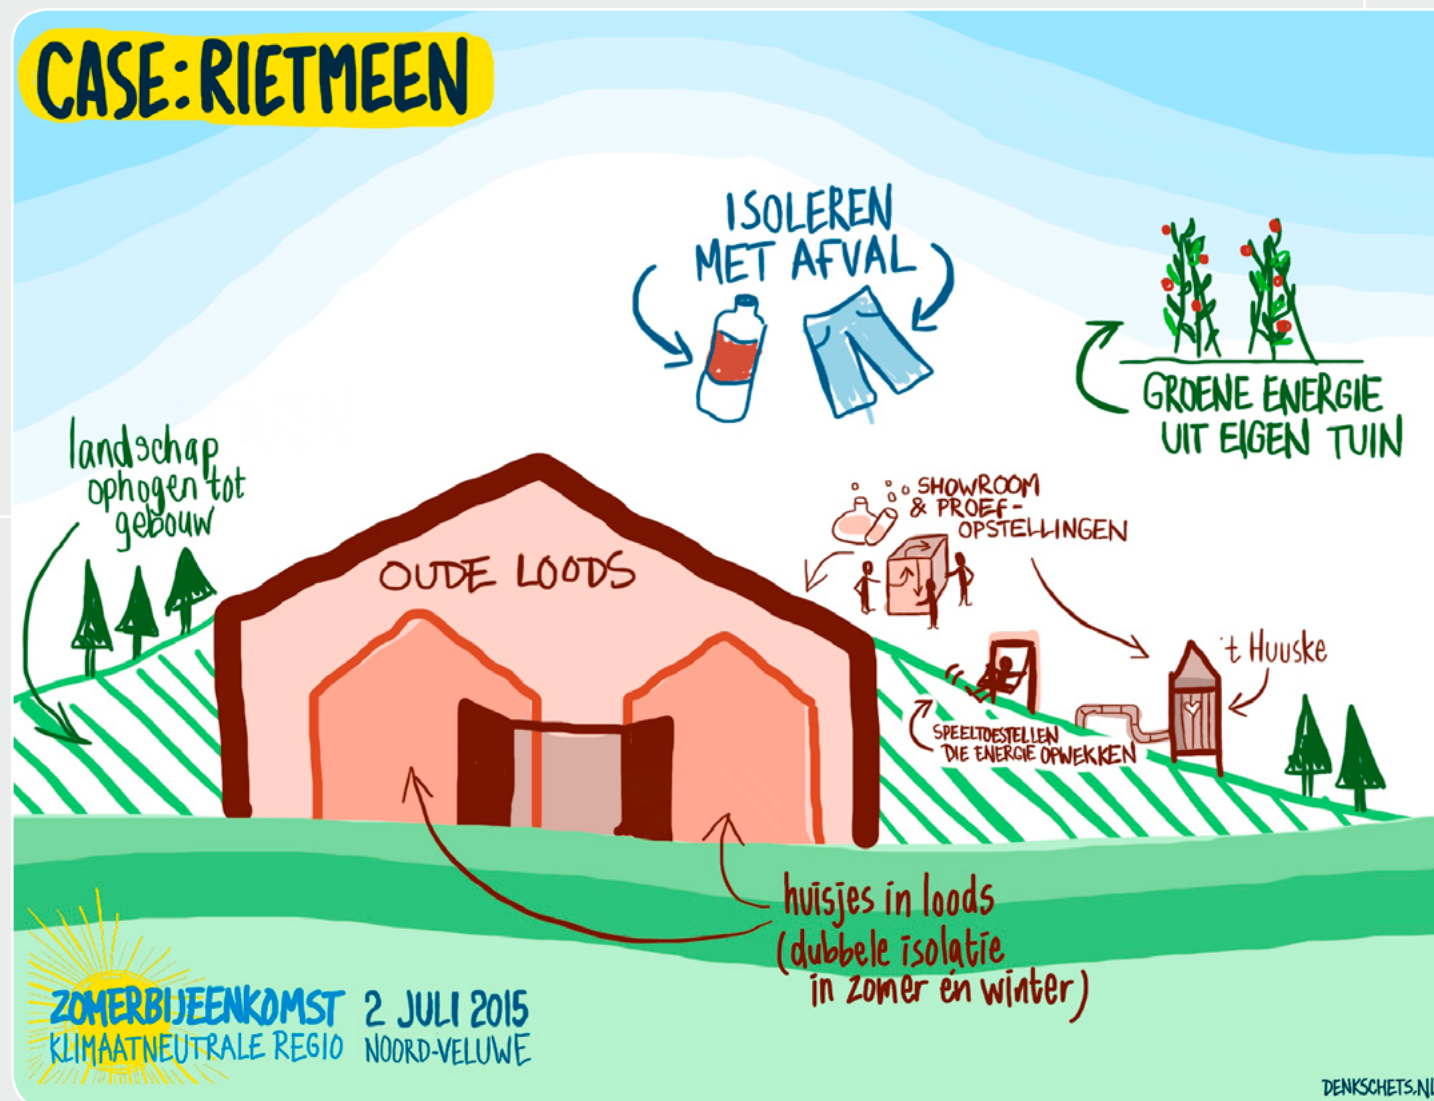 CASE: RIETMEEN
ISOLEREN
MET AFVAL
GROENE ENERGIE
UIT EIGEN TUIN
landschap
ophogen tot
gebouw
SHOWROOM
& PROEF-
OPSTELLINGEN
OUDE LOODS
't Huuske
SPEELTOESTELLEN
DIE ENERGIE OPWEKKEN
huisjes in loods
(dubbele isolatie
in zomer én winter)
ZOMERBIJEENKOMST
KLIMAATNEUTRALE REGIO
2 JULI 2015
NOORD-VELUWE
DENKSCHETS.NL